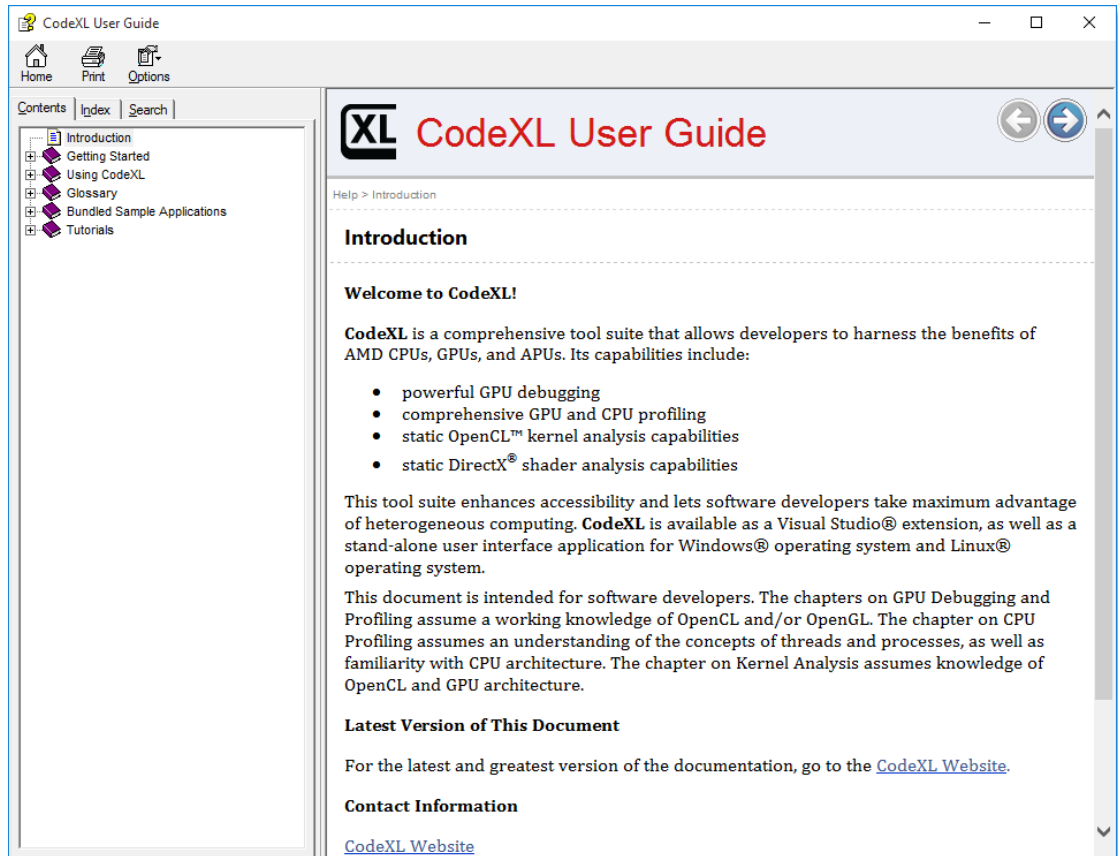 CodeXL User Guide
Home Print Options
Contents Index Search
Introduction
Getting Started
Using CodeXL
Glossary
Bundled Sample Applications
Tutorials
XL CodeXL User Guide
Help > Introduction
Introduction
Welcome to CodeXL!
CodeXL is a comprehensive tool suite that allows developers to harness the benefits of
AMD CPUs, GPUs, and APUs. Its capabilities include:
• powerful GPU debugging
• comprehensive GPU and CPU profiling
• static OpenCL™ kernel analysis capabilities
• static DirectX® shader analysis capabilities
This tool suite enhances accessibility and lets software developers take maximum advantage
of heterogeneous computing. CodeXL is available as a Visual Studio® extension, as well as a
stand-alone user interface application for Windows® operating system and Linux®
operating system.
This document is intended for software developers. The chapters on GPU Debugging and
Profiling assume a working knowledge of OpenCL and/or OpenGL. The chapter on CPU
Profiling assumes an understanding of the concepts of threads and processes, as well as
familiarity with CPU architecture. The chapter on Kernel Analysis assumes knowledge of
OpenCL and GPU architecture.
Latest Version of This Document
For the latest and greatest version of the documentation, go to the CodeXL Website.
Contact Information
CodeXL Website